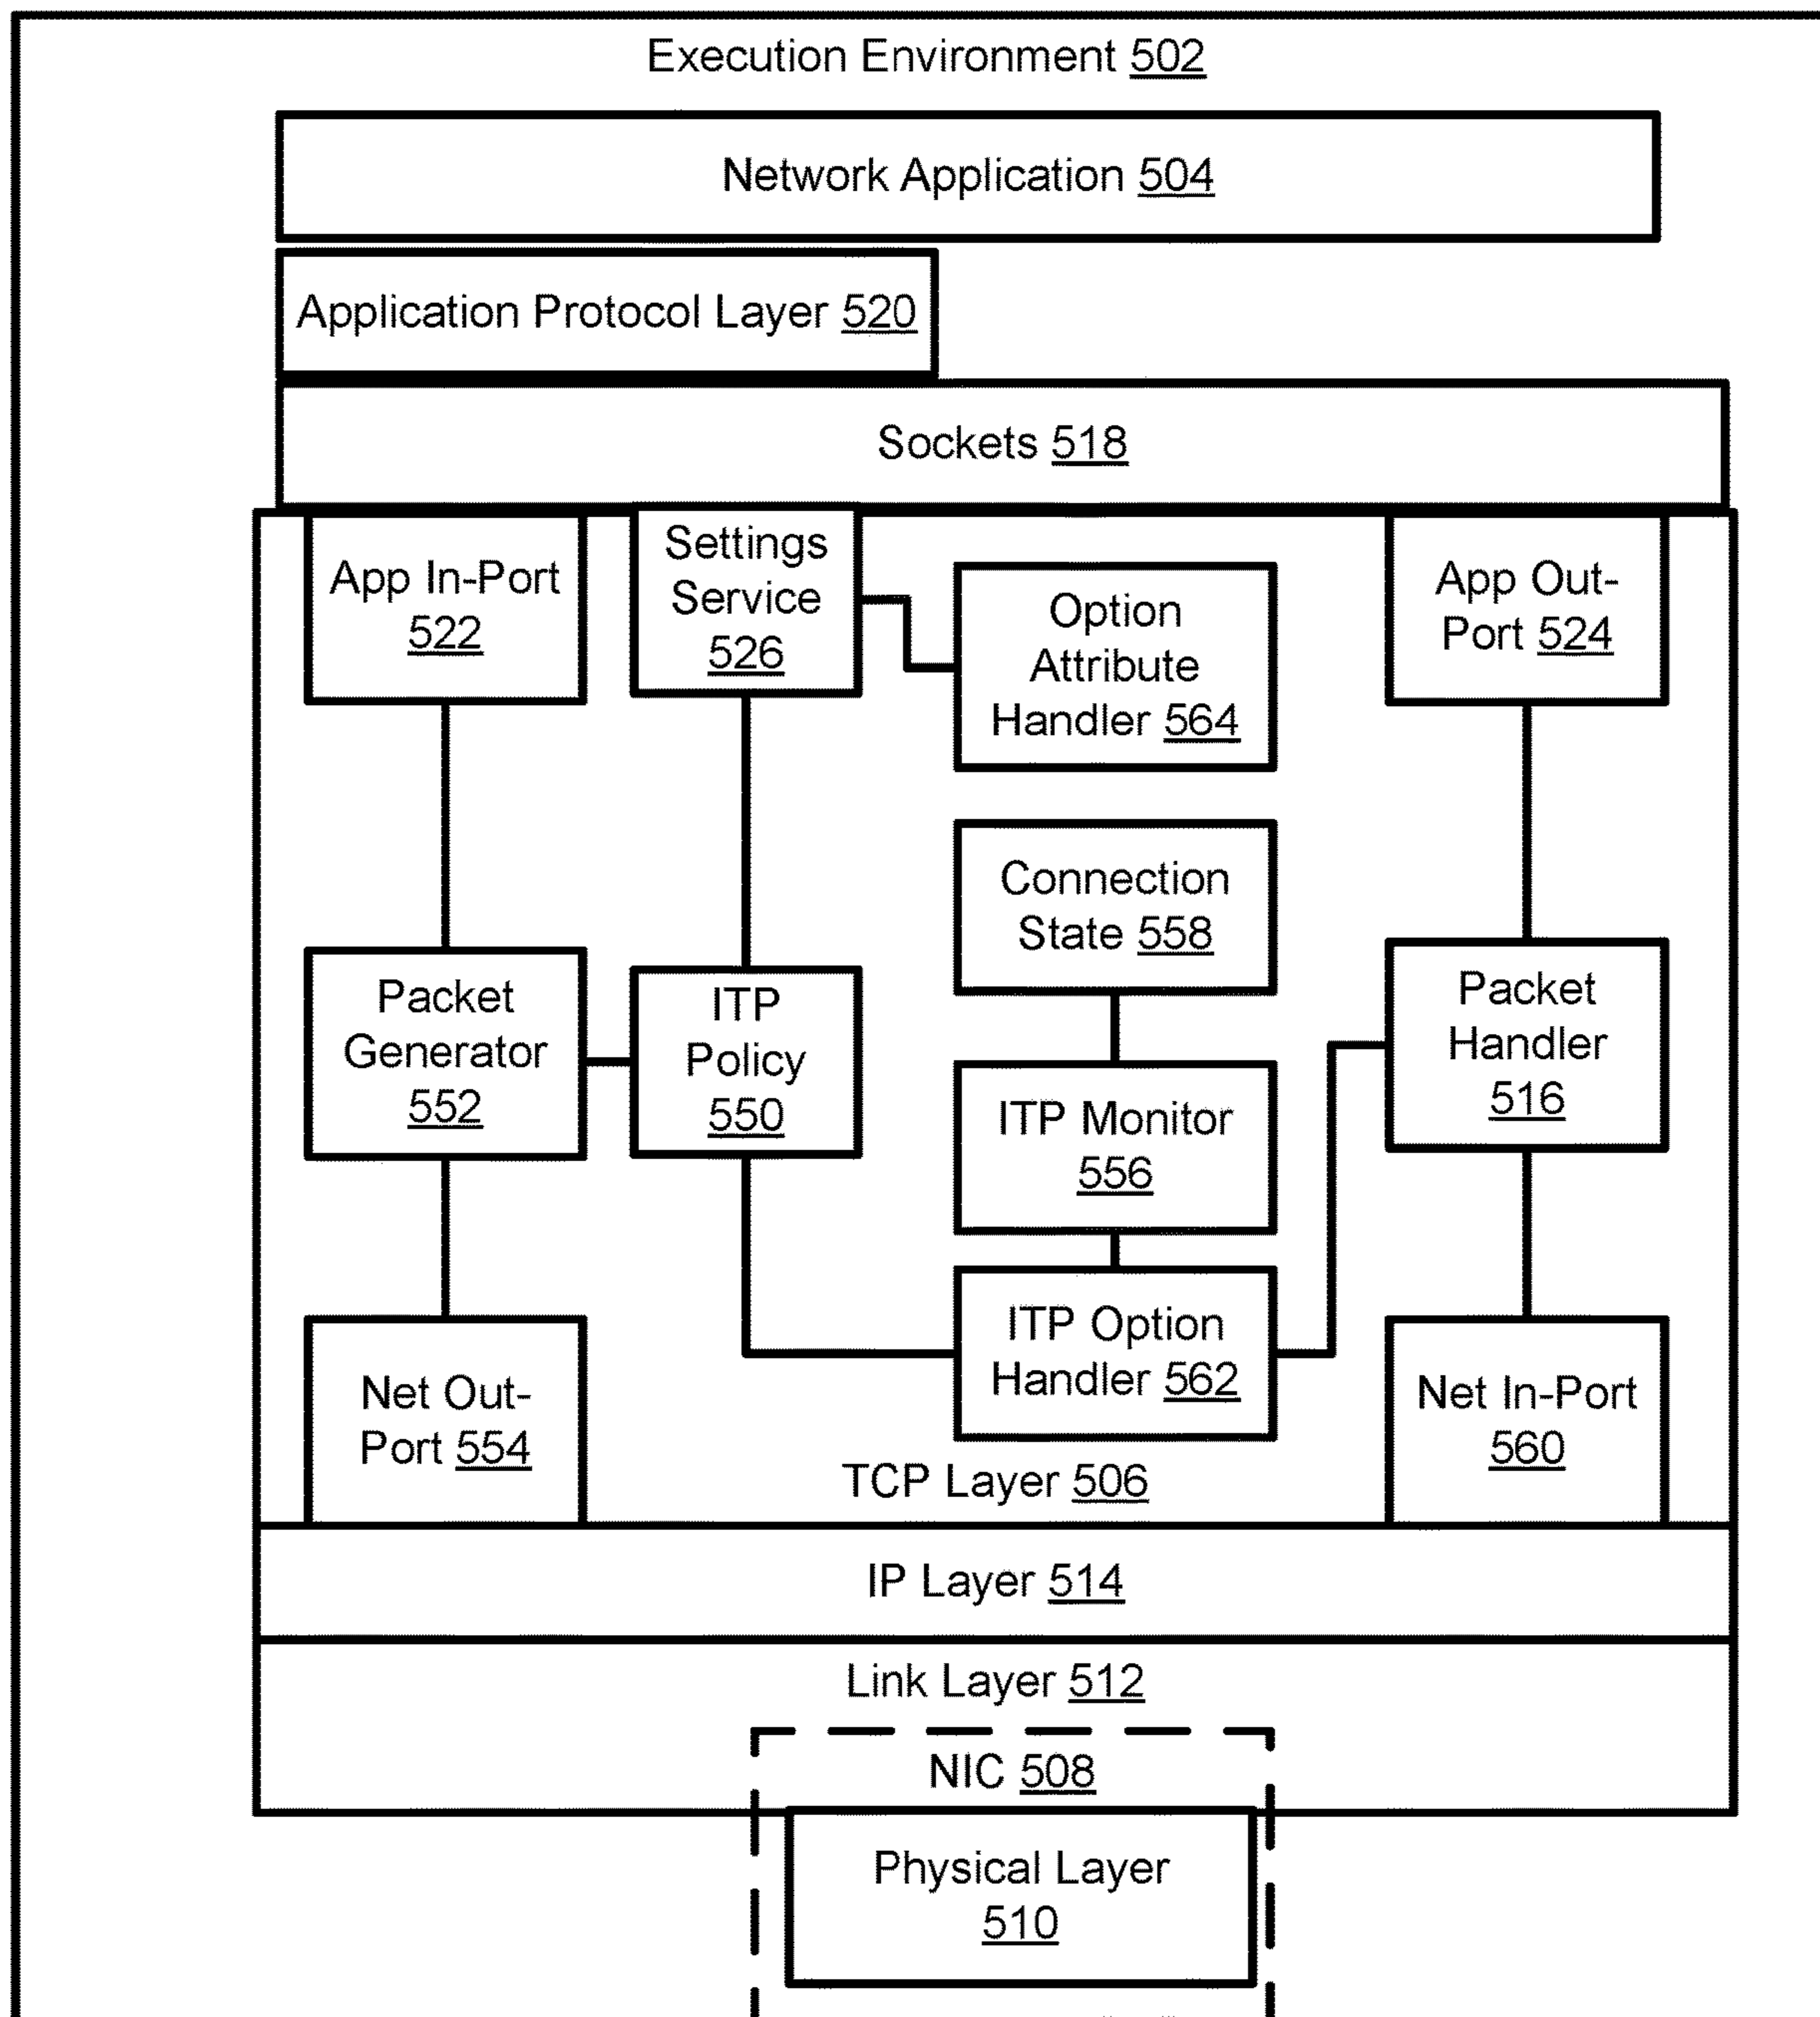 Execution Environment 502
Network Application 504
Application Protocol Layer 520
Sockets 518
App In-Port
522
Settings
Service
526
Option
Attribute
Handler 564
App Out-
Port 524
Connection
State 558
Packet
Generator
552
ITP
Policy
550
ITP Monitor
556
Packet
Handler
516
ITP Option
Handler 562
Net Out-
Port 554
Net In-Port
560
TCP Layer 506
IP Layer 514
Link Layer 512
NIC 508
Physical Layer
510